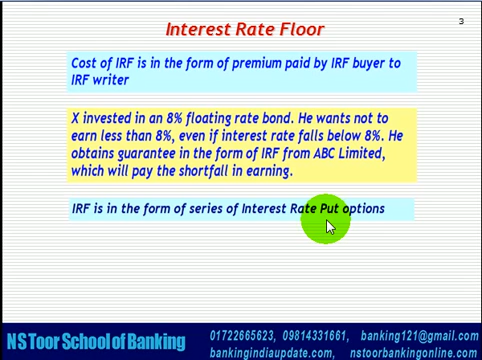 3
Interest Rate Floor
Cost of IRF is in the form of premium paid by IRF buyer to
IRF writer
X invested in an 8% floating rate bond. He wants not to
earn less than 8%, even if interest rate falls below 8%. He
obtains guarantee in the form of IRF from ABC Limited,
which will pay the shortfall in earning.
IRF is in the form of series of Interest Rate Put options
NS Toor School of Banking
01722665623, 09814331661, banking121@gmail.com
bankingindiaupdate.com, nstoorbankingonline.com